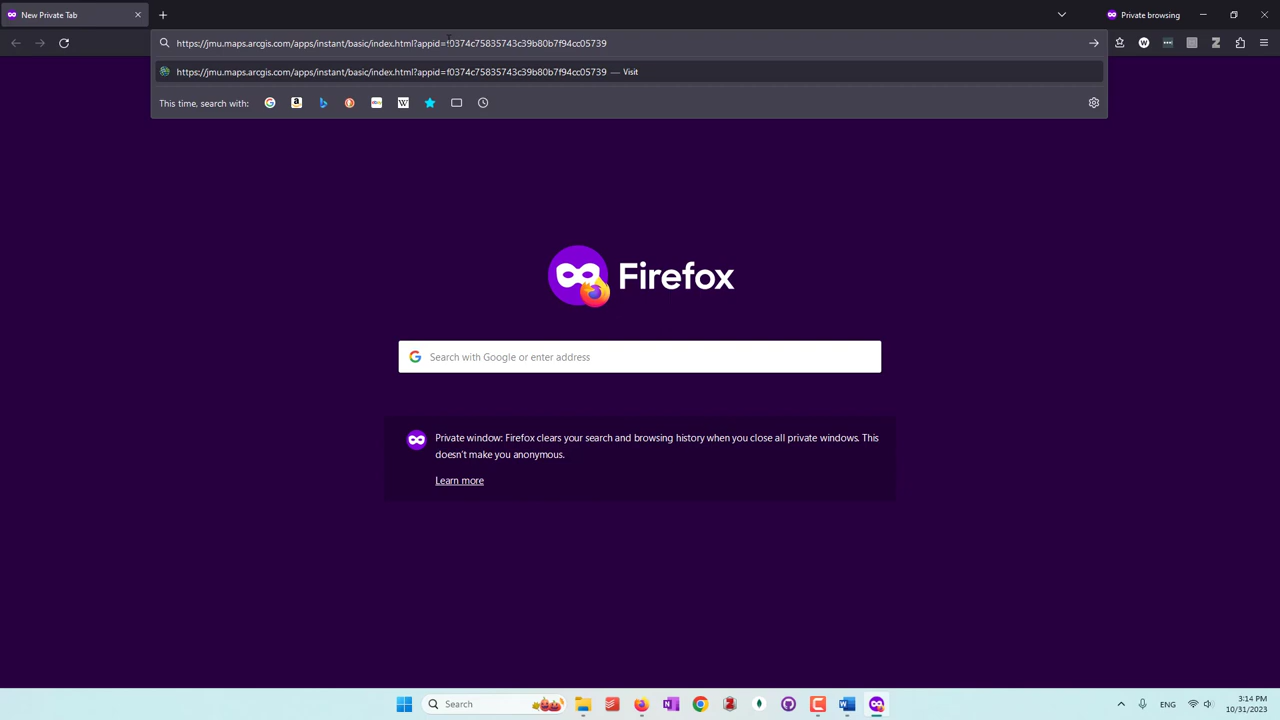 New Private Tab
Private browsing
https://jmu.maps.arcgis.com/apps/instant/basic/index.html?appid=f0374c75835743c39b80b7f94cc05739
https://jmu.maps.arcgis.com/apps/instant/basic/index.html?appid=f0374c75835743c39b80b7f94cc05739 — Visit
This time, search with:
Firefox
Search with Google or enter address
Private window: Firefox clears your search and browsing history when you close all private windows. This
doesn't make you anonymous.
Learn more
Search
ENG
3:14 PM
10/31/2023